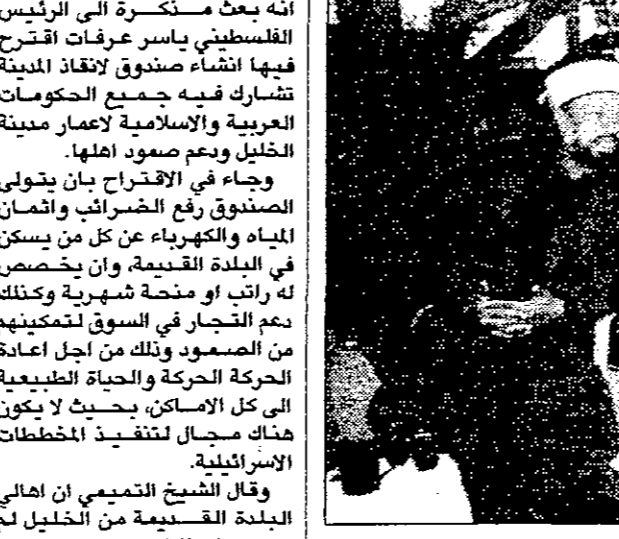 انه بعث مذكرة الى الرئيس
الفلسطيني ياسر عرفات اقترح
فيها انشاء صندوق لانقاذ المدينة
تشارك فيه جميع الحكومات
العربية والاسلامية لاعمار مدينة
الخليل ودعم صمود اهلها.
وجاء في الاقتراح بان يتولى
الصندوق رفع الضرائب واثمان
المياه والكهرباء عن كل من يسكن
في البلدة القديمة، وان يخصص
له راتب او منحة شهرية وكذلك
دعم التجار في السوق لتمكينهم
من الصمود وذلك من اجل اعادة
الحركة الحركة والحياة الطبيعية
الى كل الاماكن، بحيث لا يكون
هناك مجال لتنفيذ المخططات
الاسرائيلية.
وقال الشيخ التميمي ان اهالي
البلدة القديمة من الخليل لم